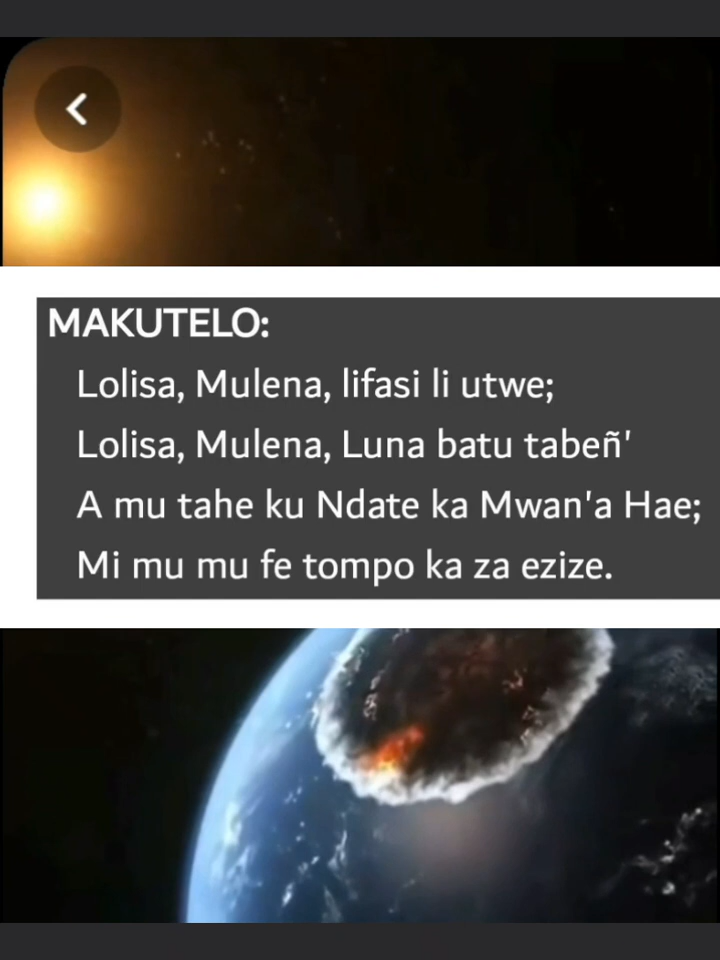 MAKUTELO:
Lolisa, Mulena, lifasi li utwe;
Lolisa, Mulena, Luna batu tabeñ'
A mu tahe ku Ndate ka Mwan'a Hae;
Mi mu mu fe tompo ka za ezize.